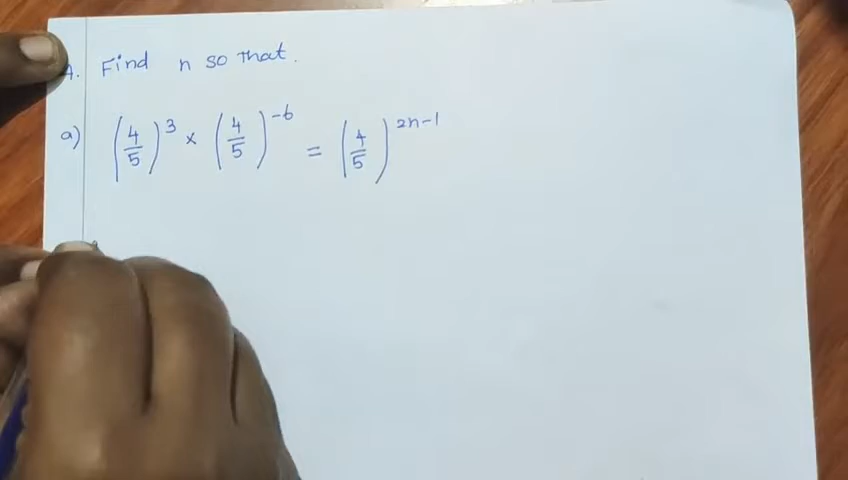 4. Find n so that.
a) (4/5)^3 × (4/5)^-6 = (4/5)^2n-1